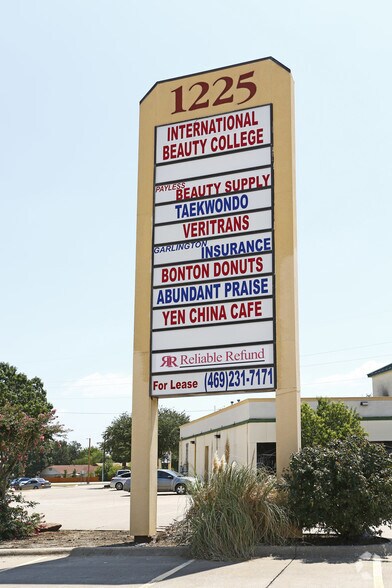 1225
INTERNATIONAL
BEAUTY COLLEGE
PAYLESS BEAUTY SUPPLY
TAEKWONDO
VERITRANS
GARLINGTON INSURANCE
BONTON DONUTS
ABUNDANT PRAISE
YEN CHINA CAFE
RR Reliable Refund
For Lease (469)231-7171